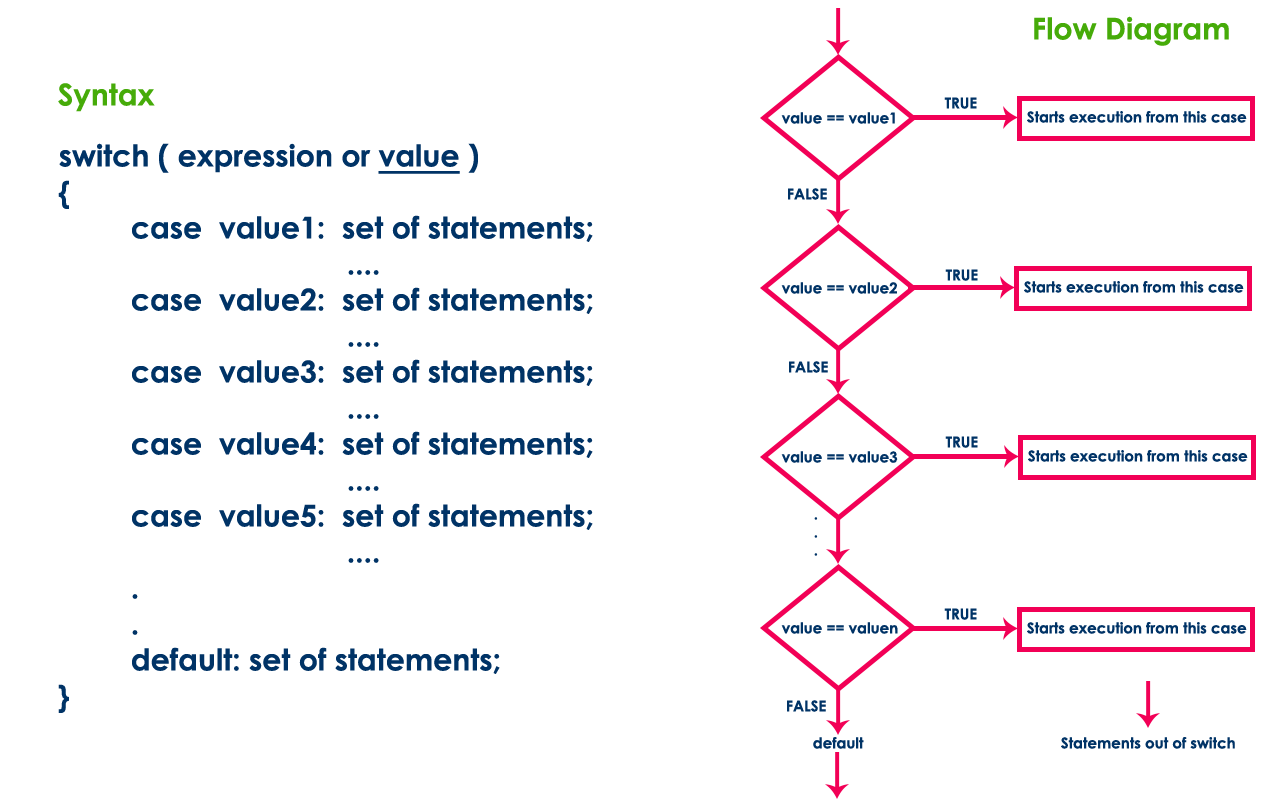 Syntax
switch ( expression or value )
{
case value1: set of statements;
....
case value2: set of statements;
....
case value3: set of statements;
....
case value4: set of statements;
....
case value5: set of statements;
....
.
.
default: set of statements;
}
Flow Diagram
value == value1
TRUE
Starts execution from this case
FALSE
value == value2
TRUE
Starts execution from this case
FALSE
value == value3
TRUE
Starts execution from this case
.
.
.
value == valuen
TRUE
Starts execution from this case
FALSE
default
Statements out of switch